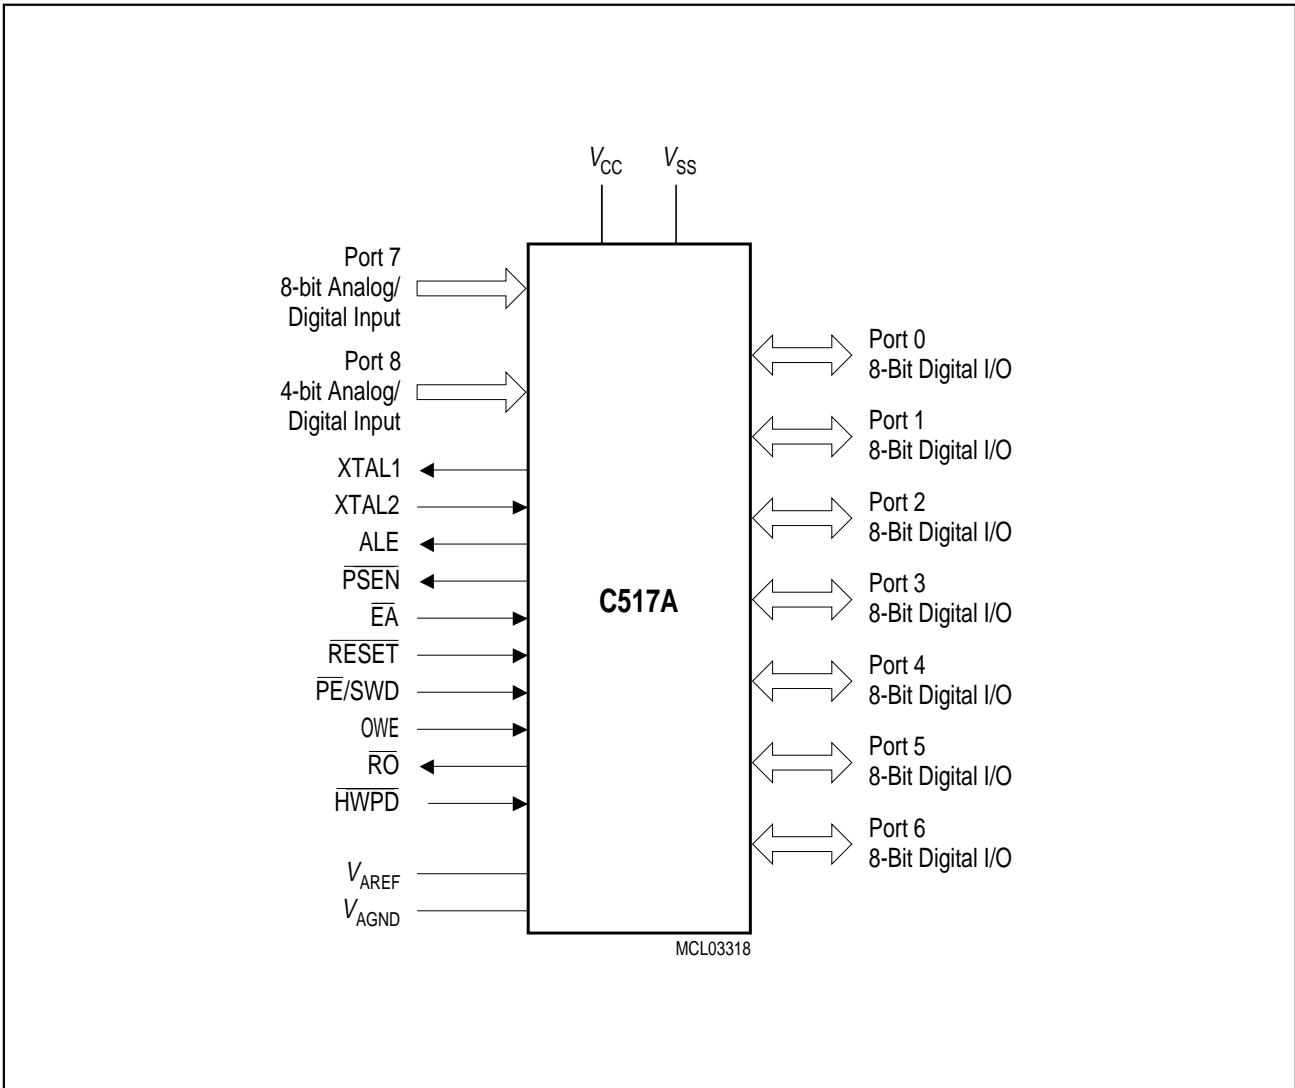 VCC VSS
Port 7
8-bit Analog/
Digital Input
Port 8
4-bit Analog/
Digital Input
XTAL1
XTAL2
ALE
PSEN
EA
RESET
PE/SWD
OWE
RO
HWPD
VAREF
VAGND
C517A
Port 0
8-Bit Digital I/O
Port 1
8-Bit Digital I/O
Port 2
8-Bit Digital I/O
Port 3
8-Bit Digital I/O
Port 4
8-Bit Digital I/O
Port 5
8-Bit Digital I/O
Port 6
8-Bit Digital I/O
MCL03318